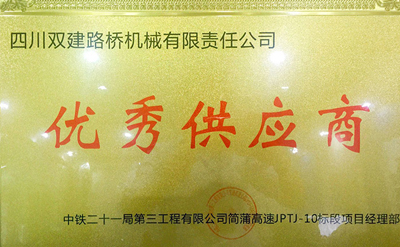 四川双建路桥机械有限责任公司
优秀供应商
中铁二十一局第三工程有限公司简蒲高速JPTJ-10标段项目经理部